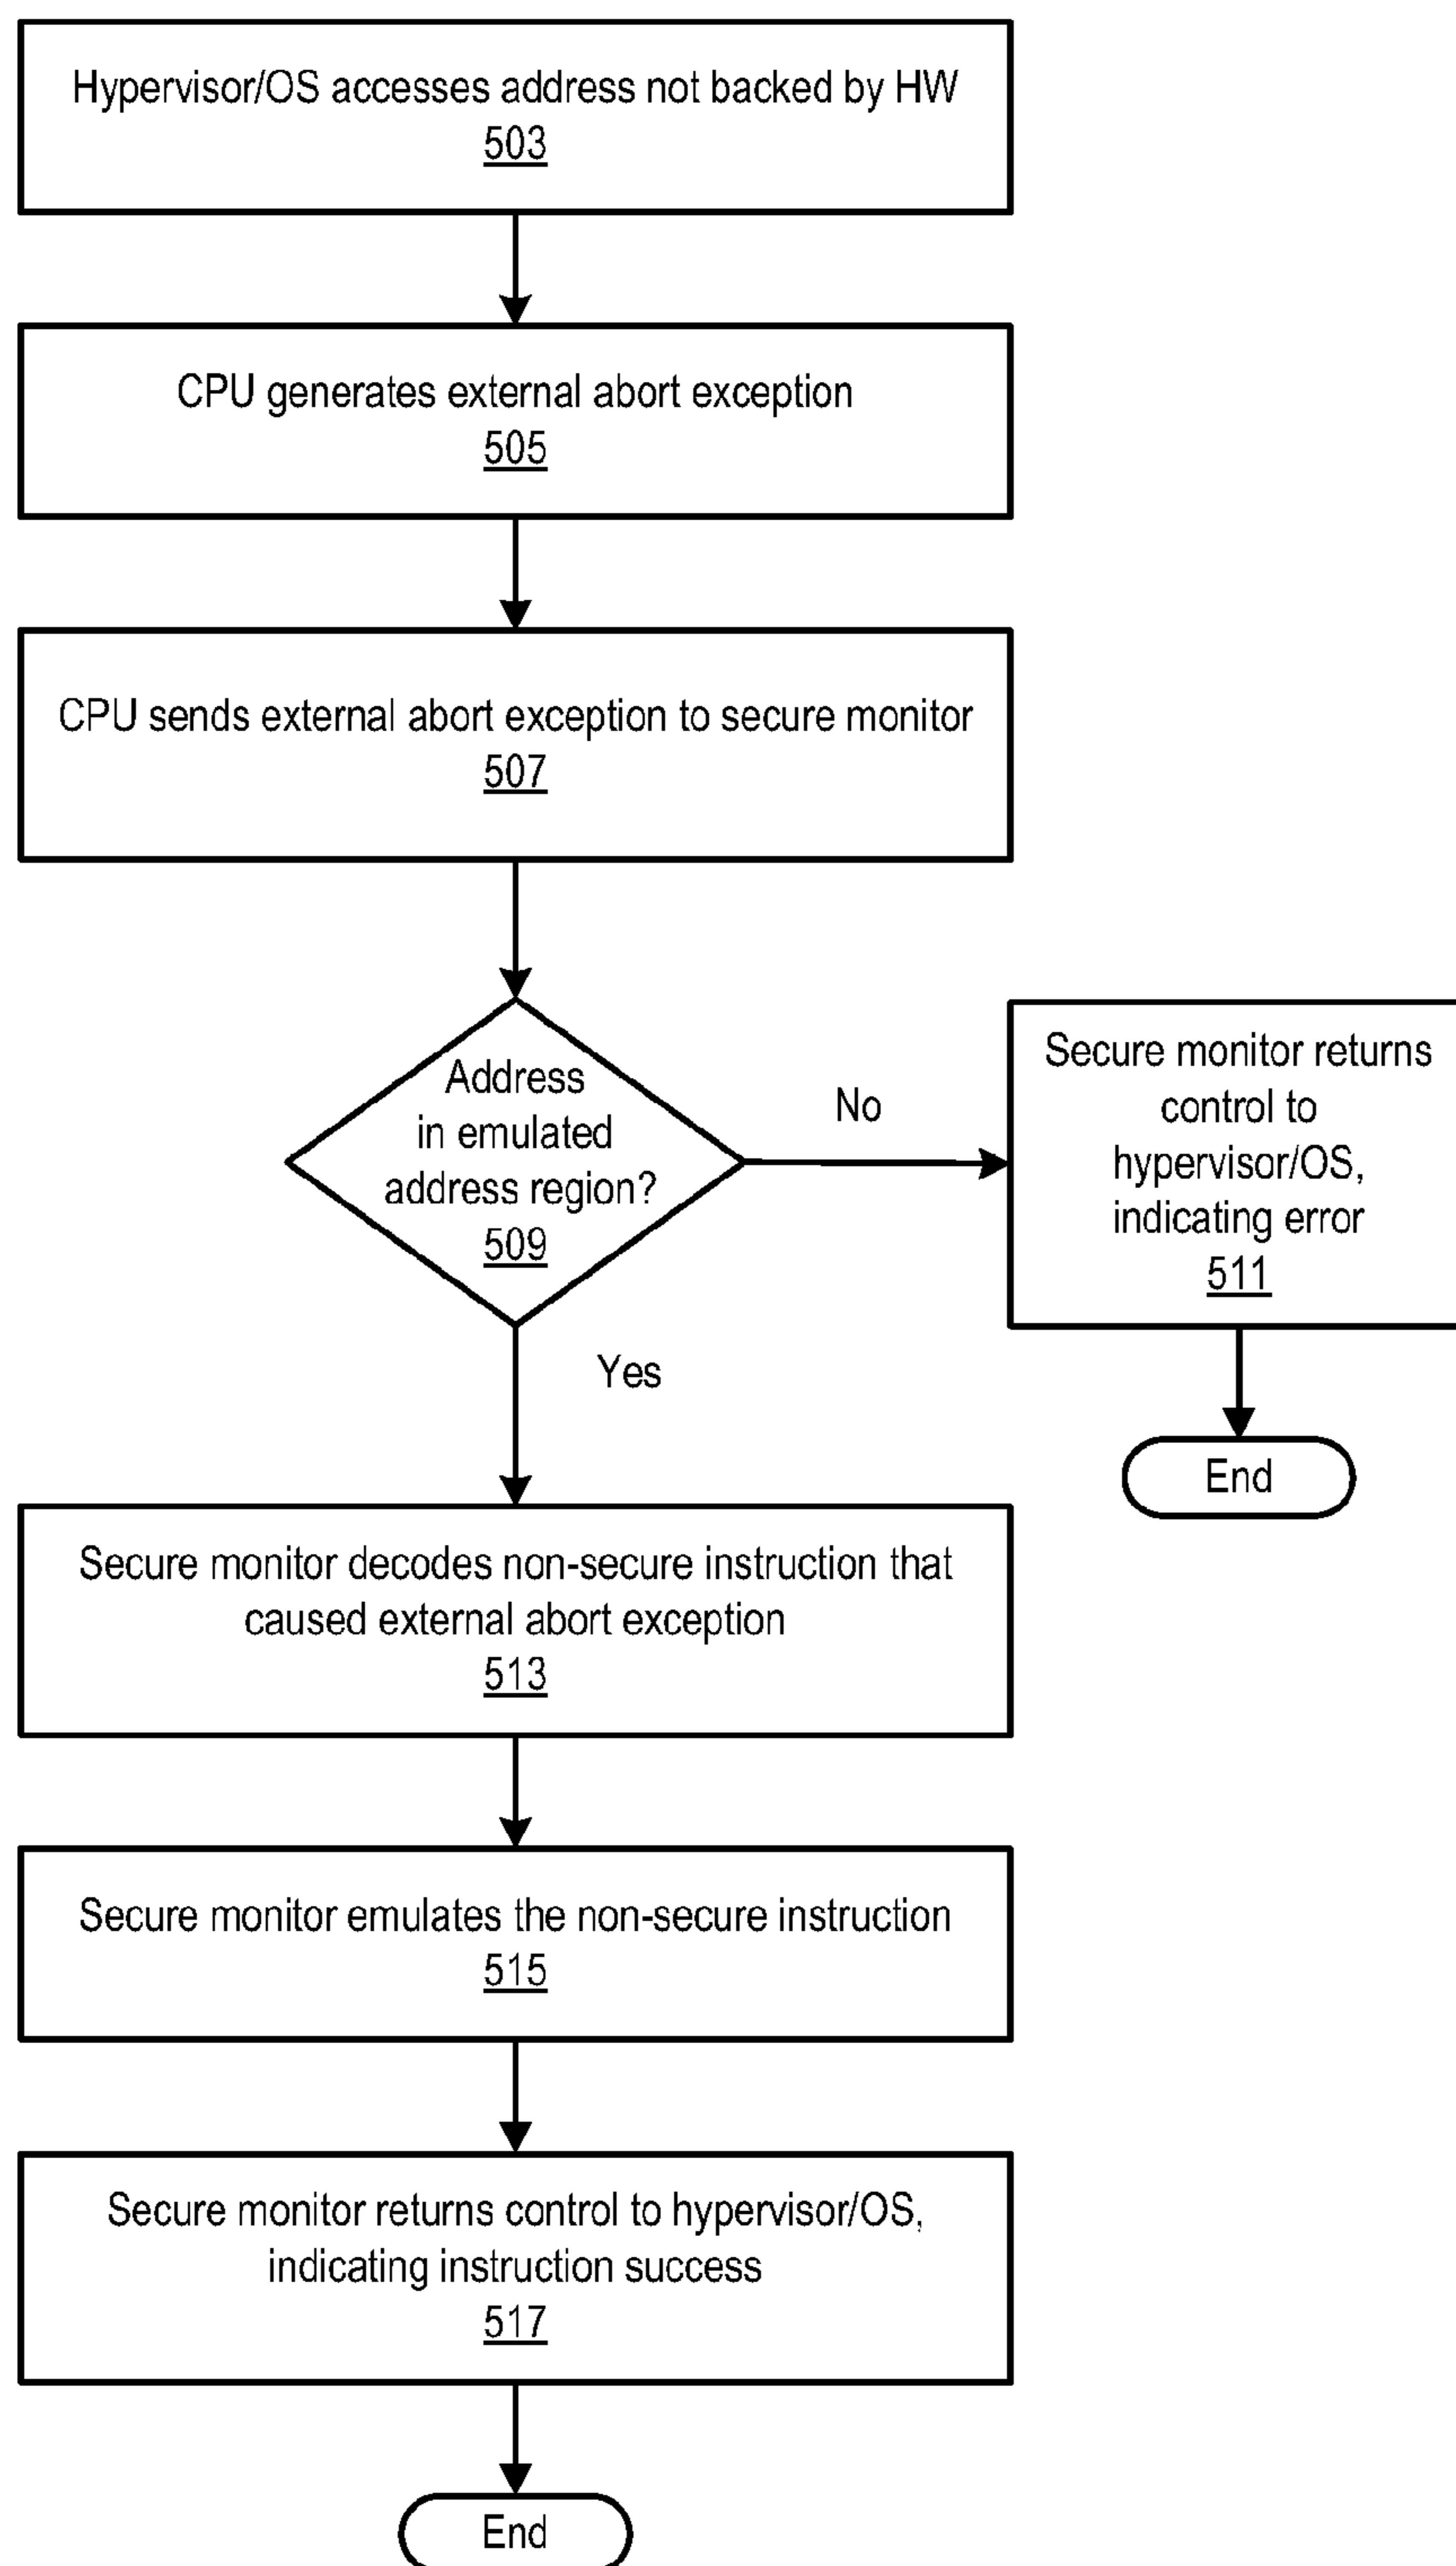 Hypervisor/OS accesses address not backed by HW
503
CPU generates external abort exception
505
CPU sends external abort exception to secure monitor
507
Address
in emulated
address region?
509
No
Secure monitor returns
control to
hypervisor/OS,
indicating error
511
End
Yes
Secure monitor decodes non-secure instruction that
caused external abort exception
513
Secure monitor emulates the non-secure instruction
515
Secure monitor returns control to hypervisor/OS,
indicating instruction success
517
End